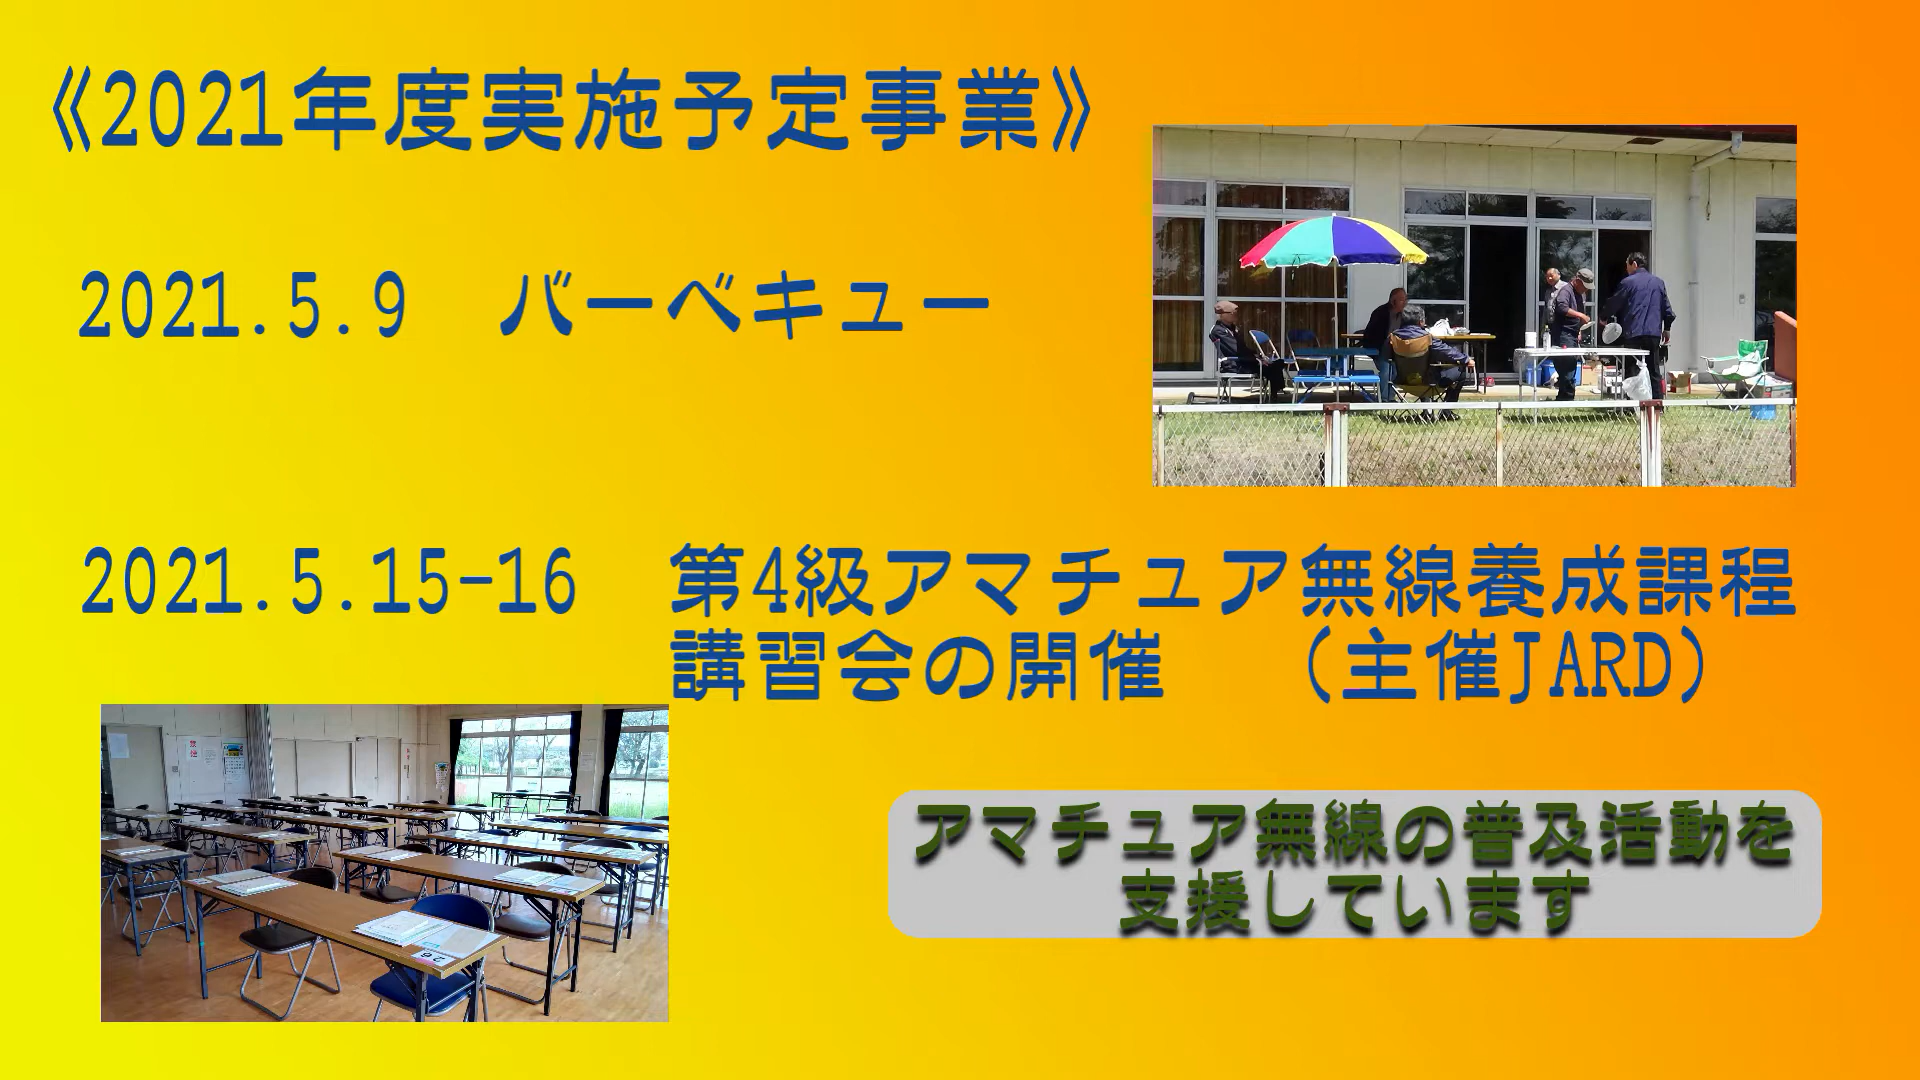 《2021年度実施予定事業》
2021.5.9　バーベキュー
2021.5.15-16　第4級アマチュア無線養成課程
講習会の開催　（主催JARD）
アマチュア無線の普及活動を
支援しています